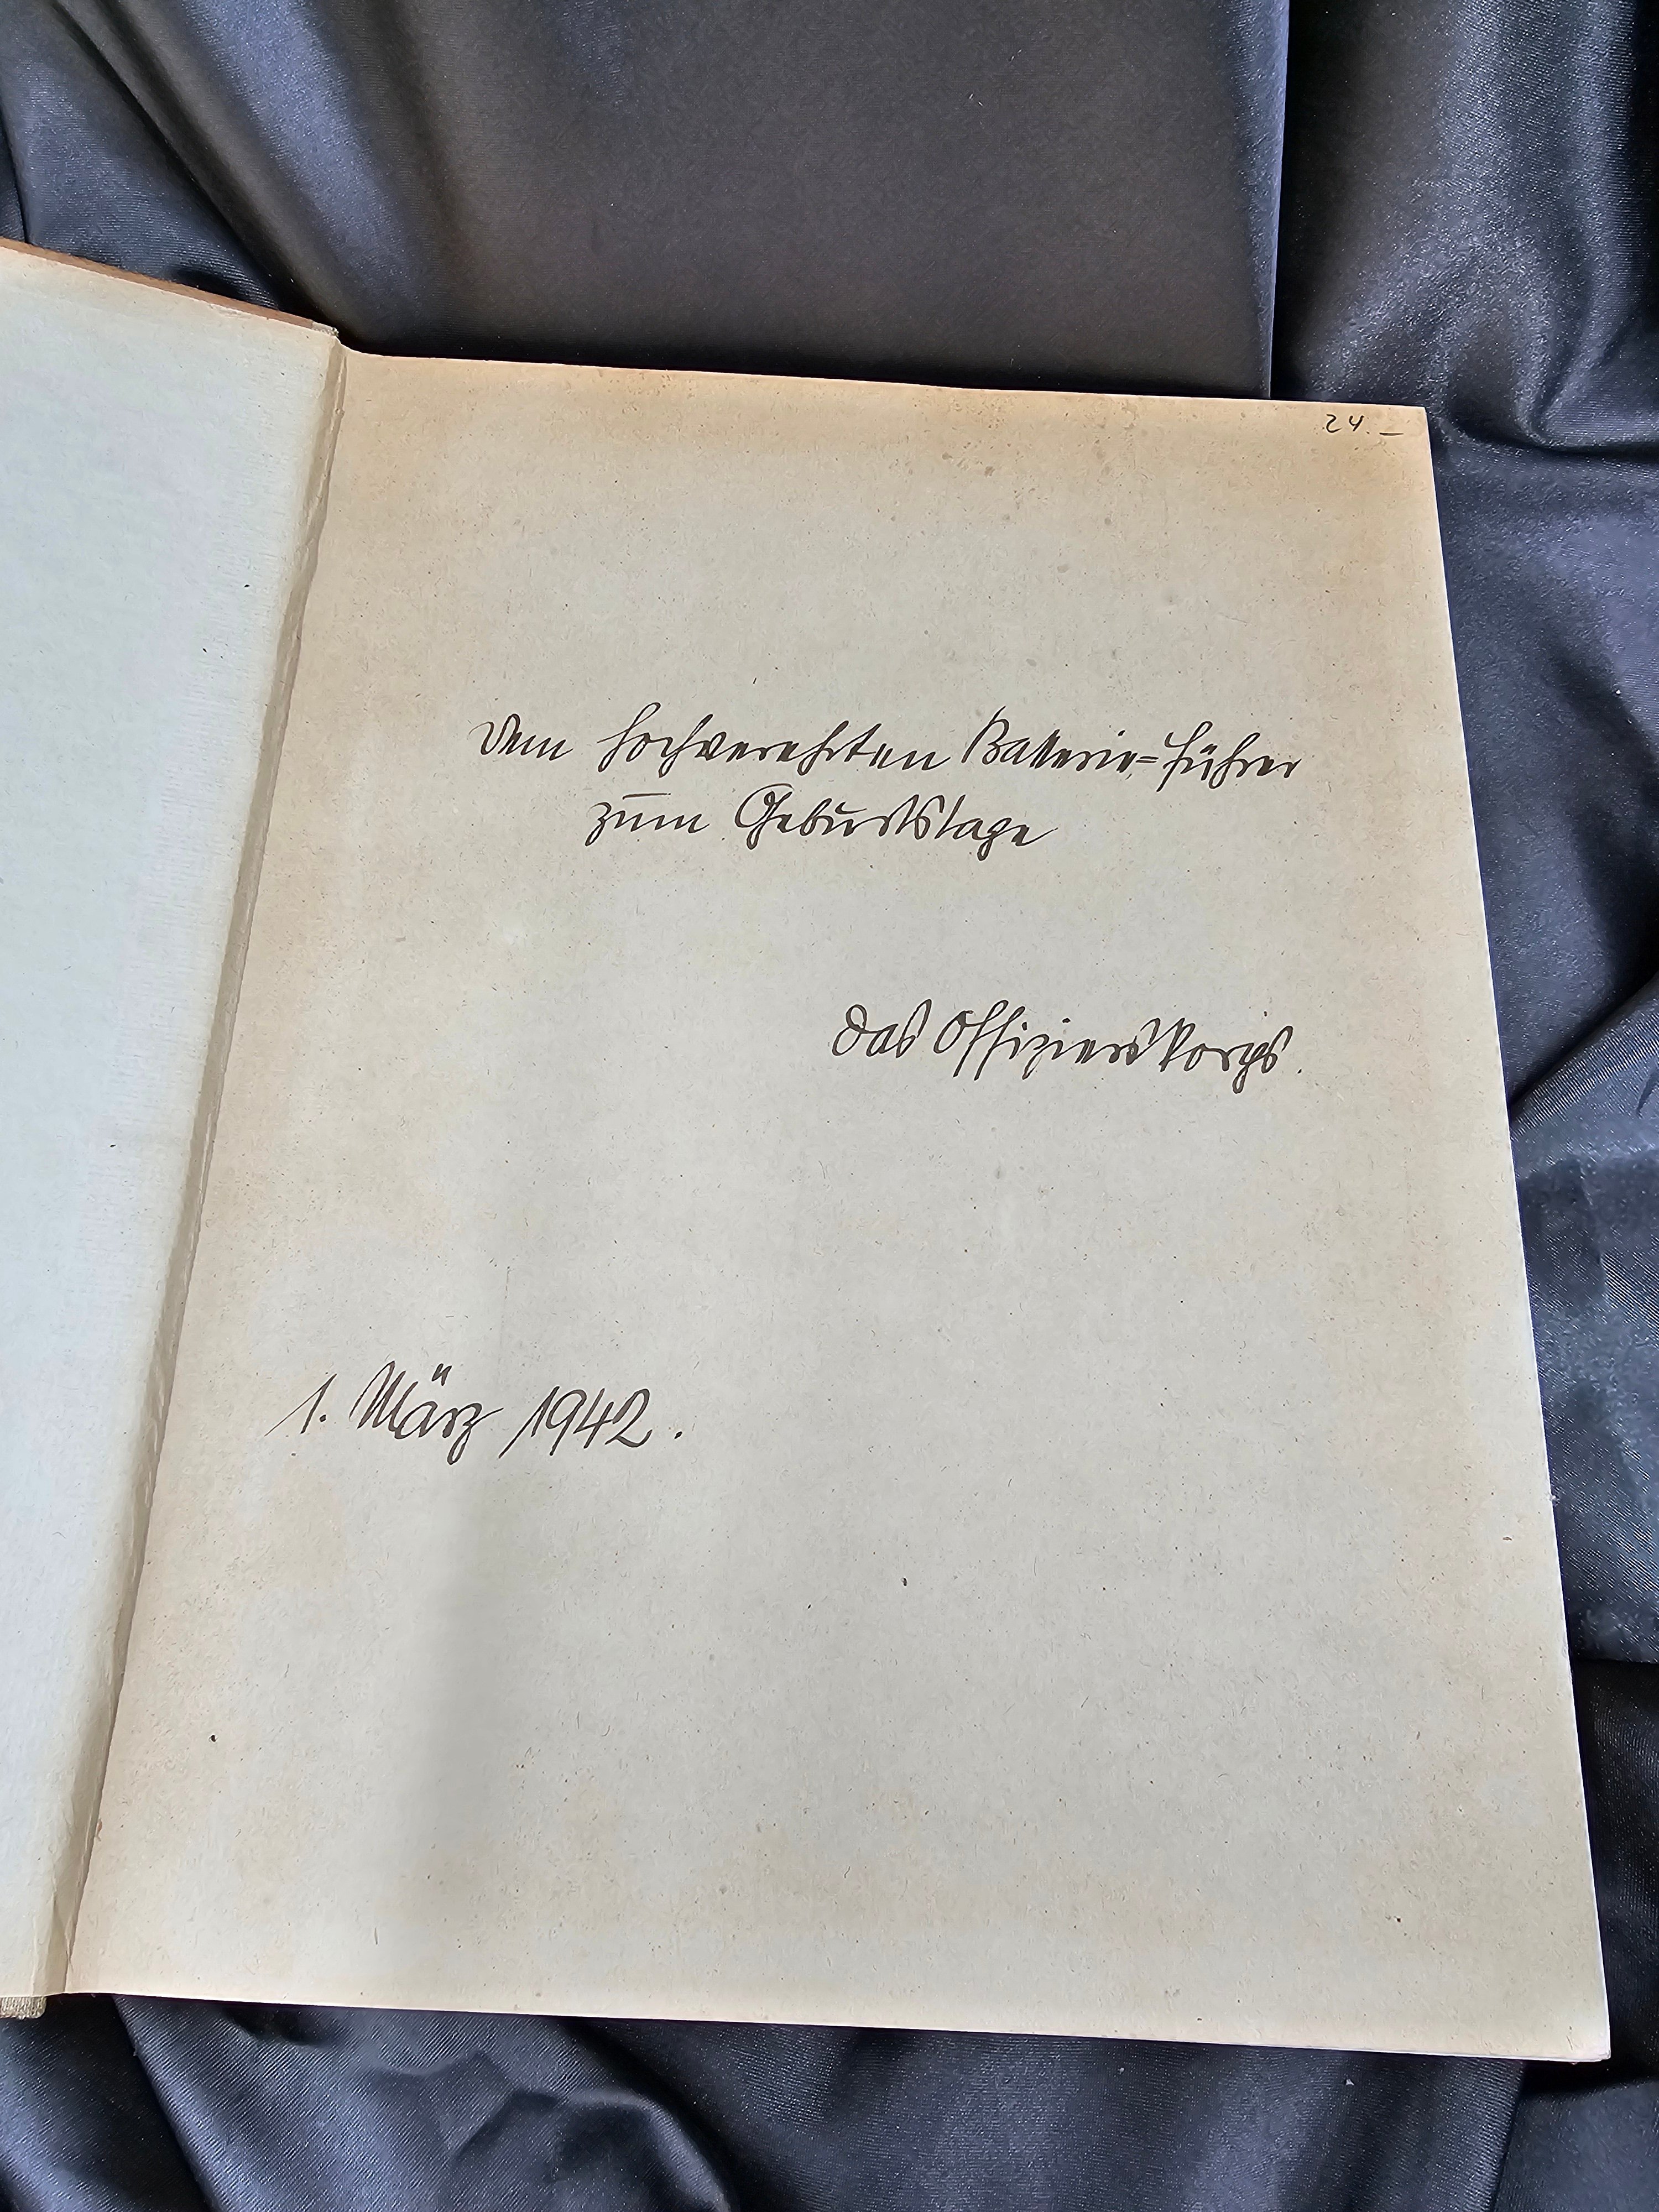 24.–
Dem hochverehrten Batterie=Führer
zum Geburtstage
Das Offizierskorps.
1. März 1942.